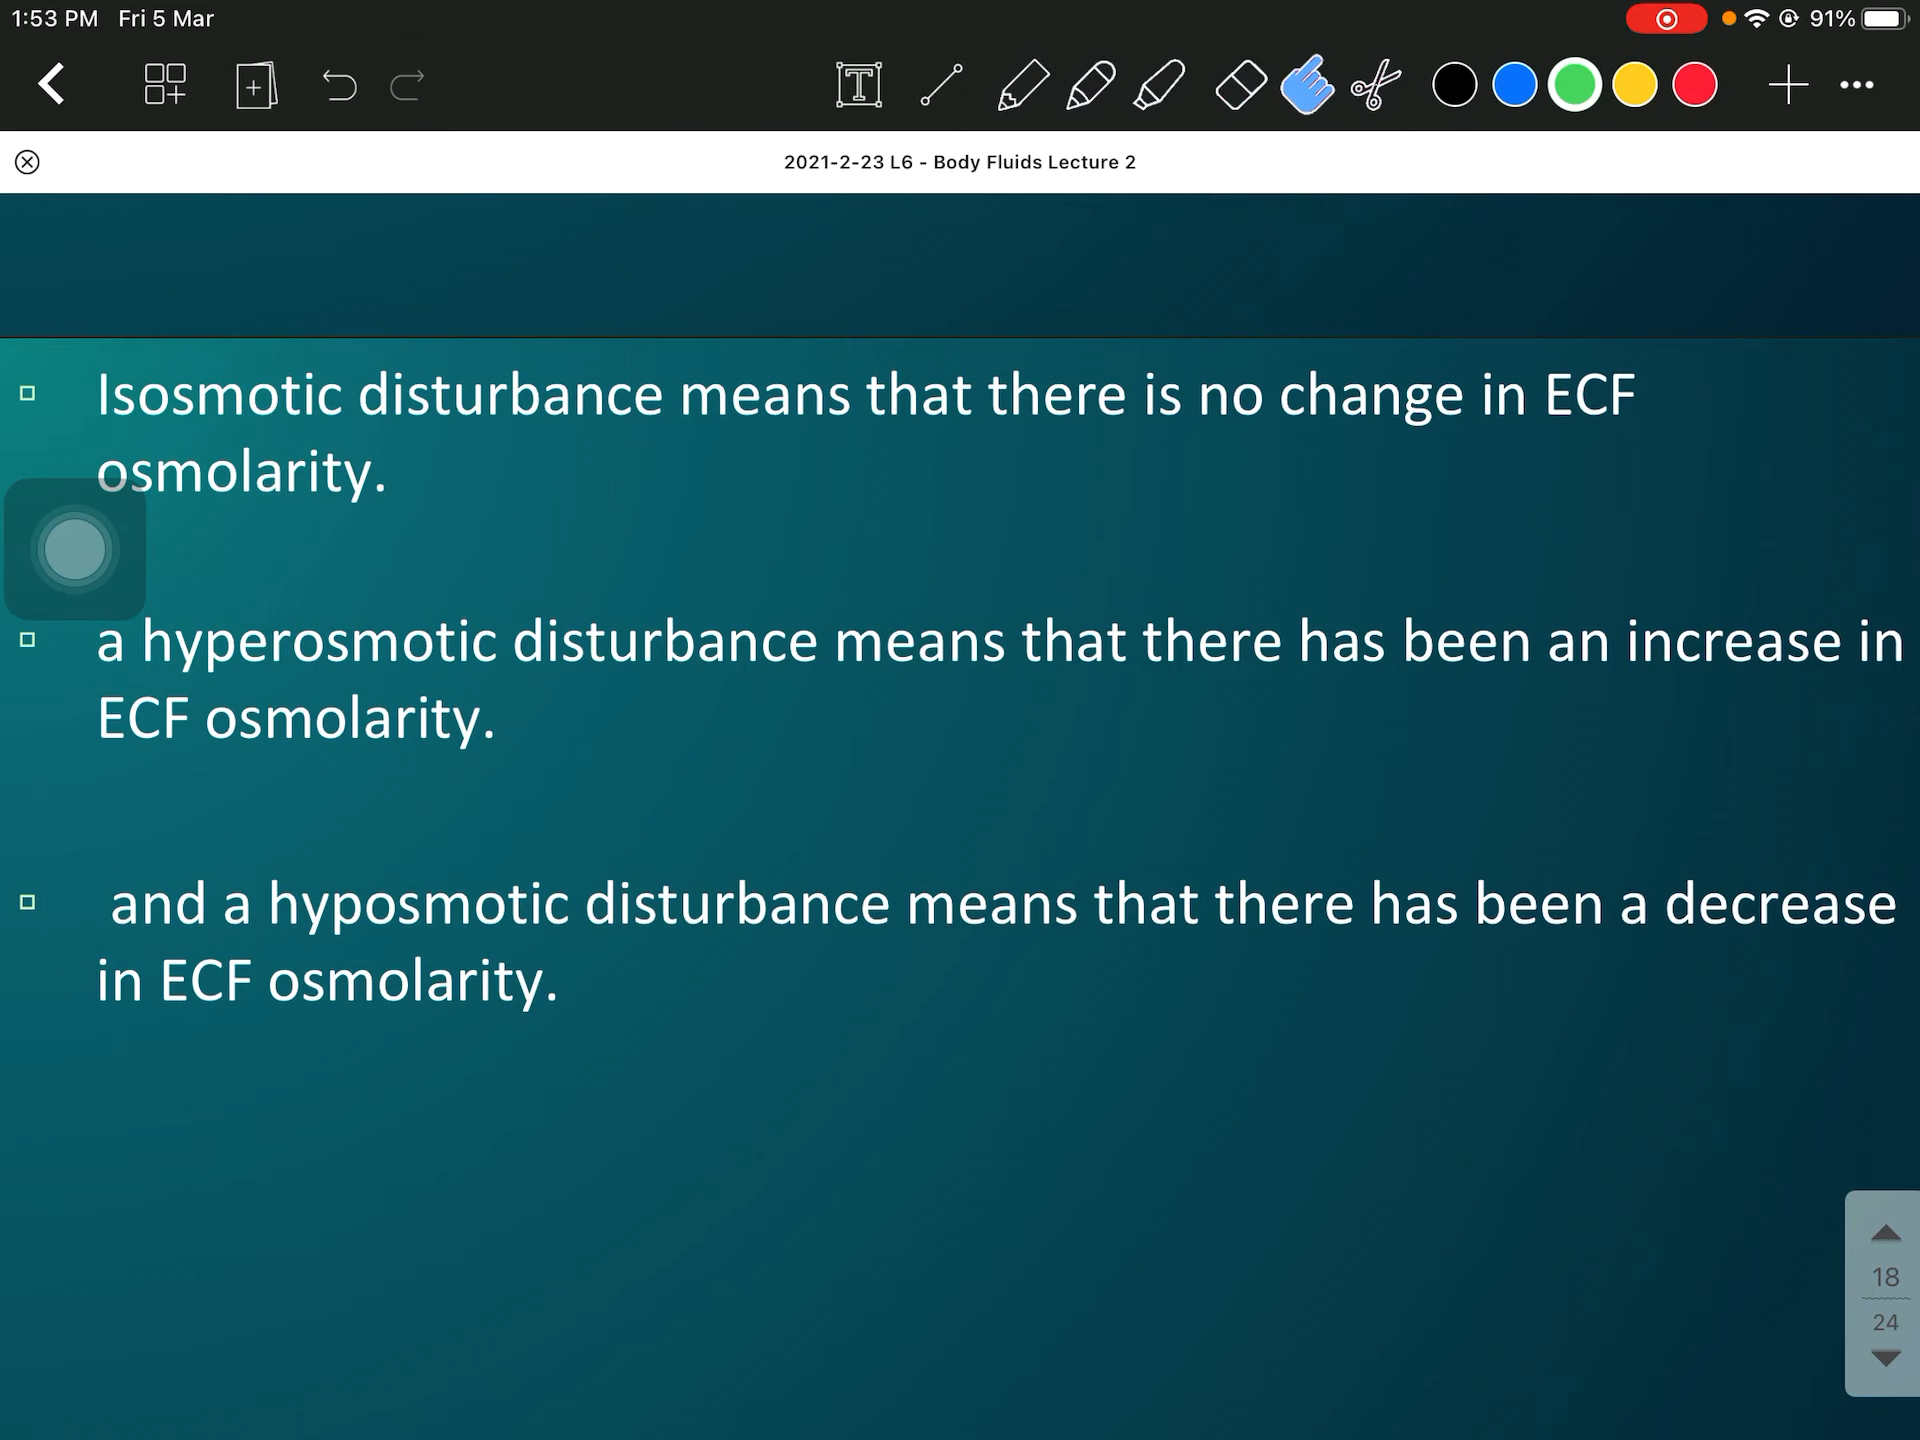 1:53 PM Fri 5 Mar
91%
T
2021-2-23 L6 - Body Fluids Lecture 2
Isosmotic disturbance means that there is no change in ECF
osmolarity.
a hyperosmotic disturbance means that there has been an increase in
ECF osmolarity.
and a hyposmotic disturbance means that there has been a decrease
in ECF osmolarity.
18
24